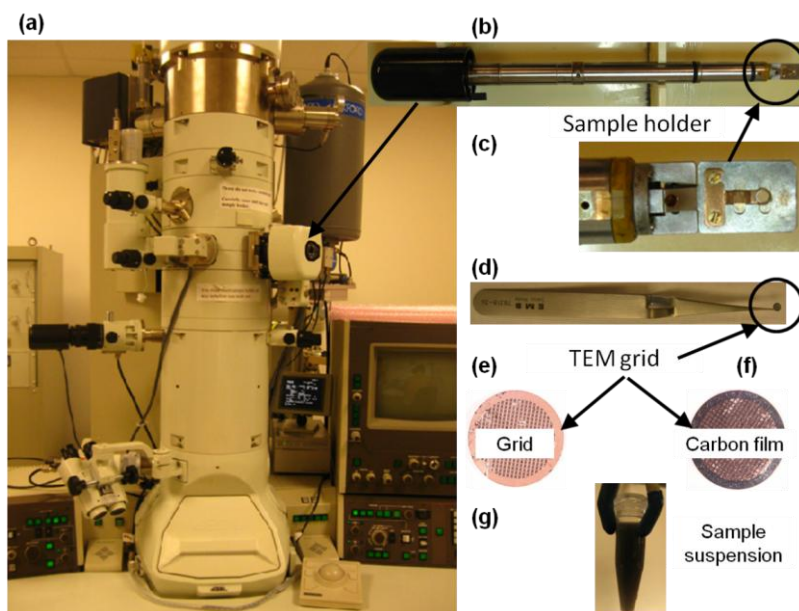 (a)
(b)
Sample holder
(c)
(d)
TEM grid
(e)
(f)
Grid
Carbon film
(g)
Sample
suspension